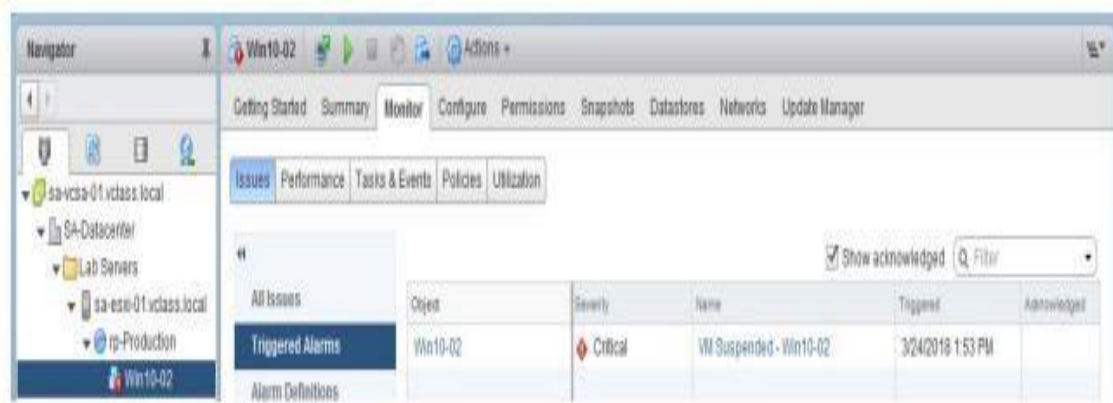 Navigator
Win10-02 Actions
Getting Started Summary Monitor Configure Permissions Snapshots Datastores Networks Update Manager
Issues Performance Tasks & Events Policies Utilization
sa-vcsa-01.vclass.local
SA-Datacenter
Lab Servers
sa-esxi-01.vclass.local
rp-Production
Win10-02
Show acknowledged Filter
All Issues
Triggered Alarms
Alarm Definitions
Object Severity Name Triggered Acknowledged
Win10-02 Critical VM Suspended - Win10-02 3/24/2018 1:53 PM